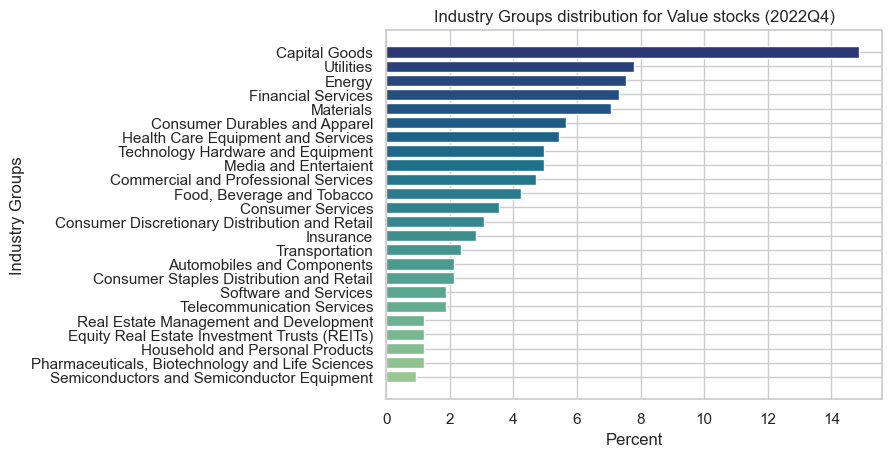 Industry Groups distribution for Value stocks (2022Q4)
Industry Groups
Capital Goods
Utilities
Energy
Financial Services
Materials
Consumer Durables and Apparel
Health Care Equipment and Services
Technology Hardware and Equipment
Media and Entertaient
Commercial and Professional Services
Food, Beverage and Tobacco
Consumer Services
Consumer Discretionary Distribution and Retail
Insurance
Transportation
Automobiles and Components
Consumer Staples Distribution and Retail
Software and Services
Telecommunication Services
Real Estate Management and Development
Equity Real Estate Investment Trusts (REITs)
Household and Personal Products
Pharmaceuticals, Biotechnology and Life Sciences
Semiconductors and Semiconductor Equipment
0 2 4 6 8 10 12 14
Percent